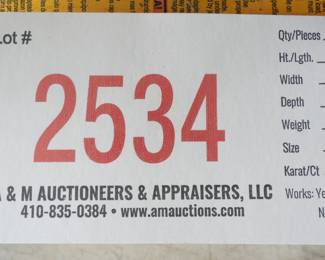 Lot #
2534
A & M AUCTIONEERS & APPRAISERS, LLC
410-835-0384 • www.amauctions.com
Qty/Pieces
Ht./Lgth.
Width
Depth
Weight
Size
Karat/Ct
Works: Ye
N